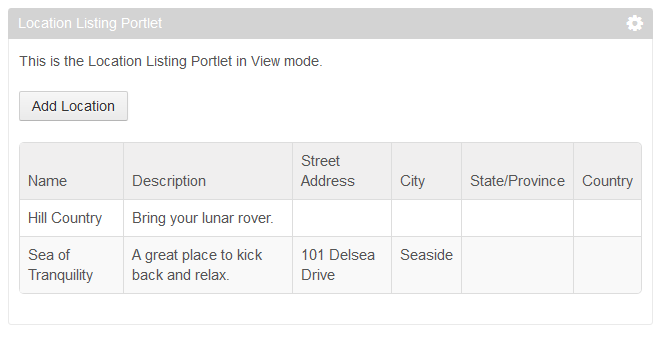 Location Listing Portlet
This is the Location Listing Portlet in View mode.
Add Location
Name Description Street Address City State/Province Country
Hill Country Bring your lunar rover.
Sea of Tranquility A great place to kick back and relax. 101 Delsea Drive Seaside